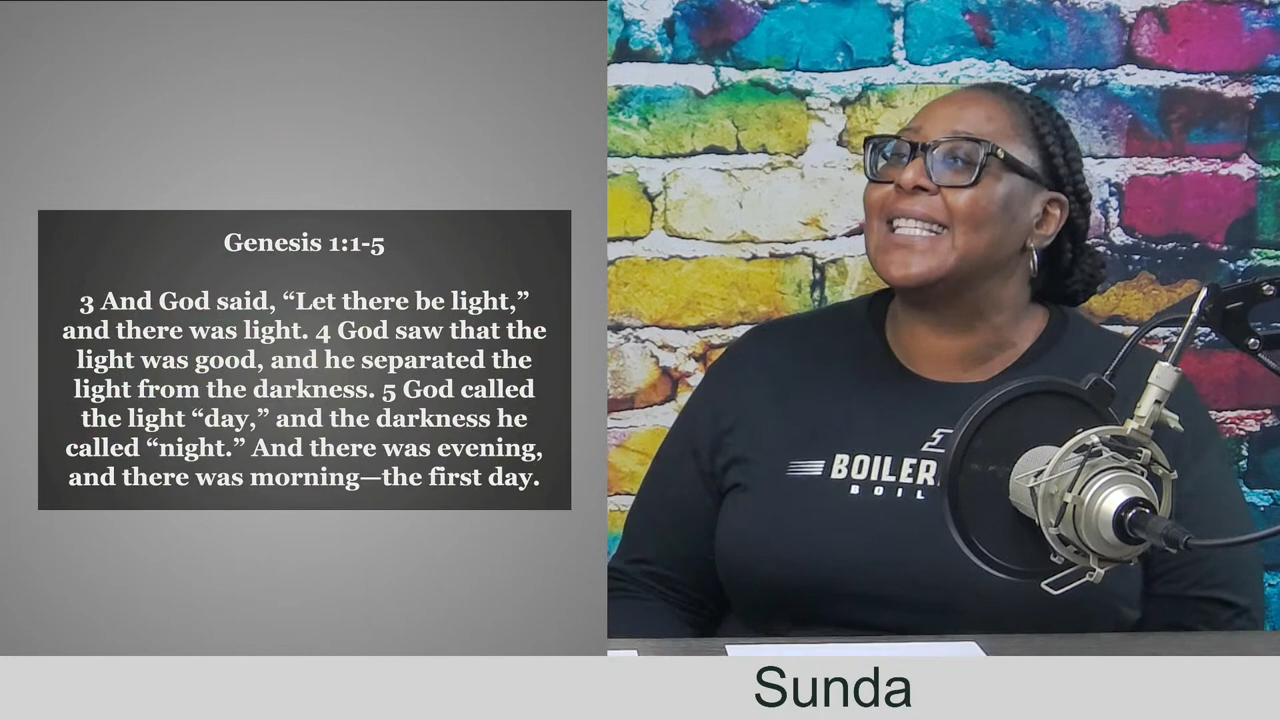 Genesis 1:1-5
3 And God said, “Let there be light,”
and there was light. 4 God saw that the
light was good, and he separated the
light from the darkness. 5 God called
the light “day,” and the darkness he
called “night.” And there was evening,
and there was morning—the first day.
BOILER
BOIL
Sunda